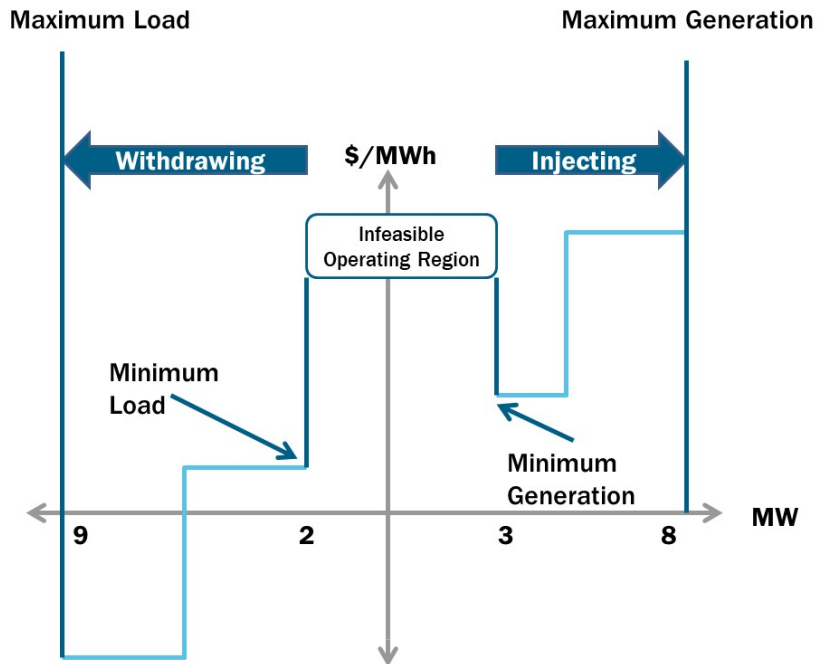 Maximum Load
Maximum Generation
Withdrawing
$/MWh
Injecting
Infeasible
Operating Region
Minimum
Load
Minimum
Generation
MW
9
2
3
8